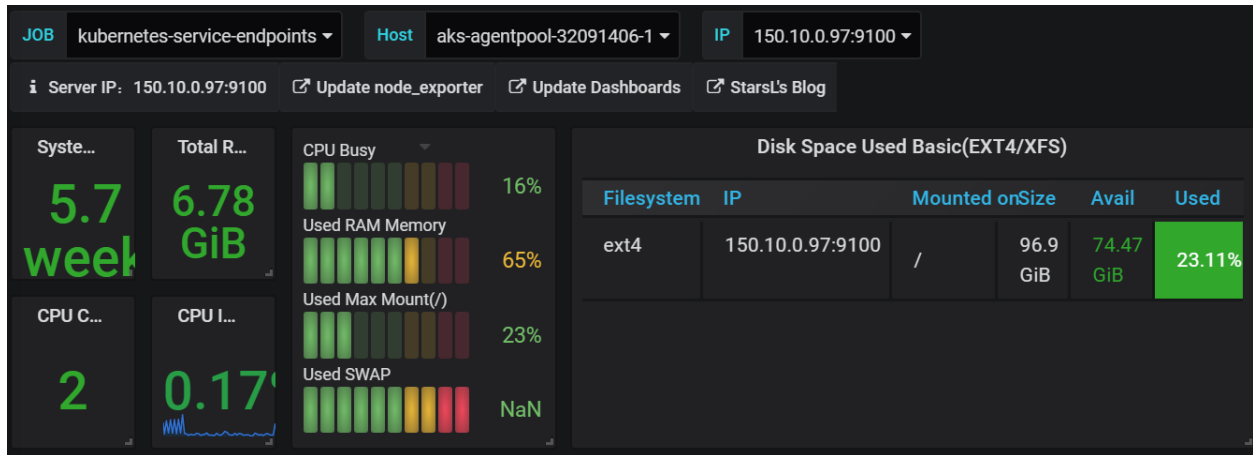 JOB kubernetes-service-endpoints Host aks-agentpool-32091406-1 IP 150.10.0.97:9100
i Server IP：150.10.0.97:9100 Update node_exporter Update Dashboards StarsL's Blog
Syste...
5.7
week
Total R...
6.78
GiB
CPU C...
2
CPU I...
0.17%
CPU Busy
16%
Used RAM Memory
65%
Used Max Mount(/)
23%
Used SWAP
NaN
Disk Space Used Basic(EXT4/XFS)
Filesystem IP Mounted on Size Avail Used
ext4 150.10.0.97:9100 / 96.9 GiB 74.47 GiB 23.11%